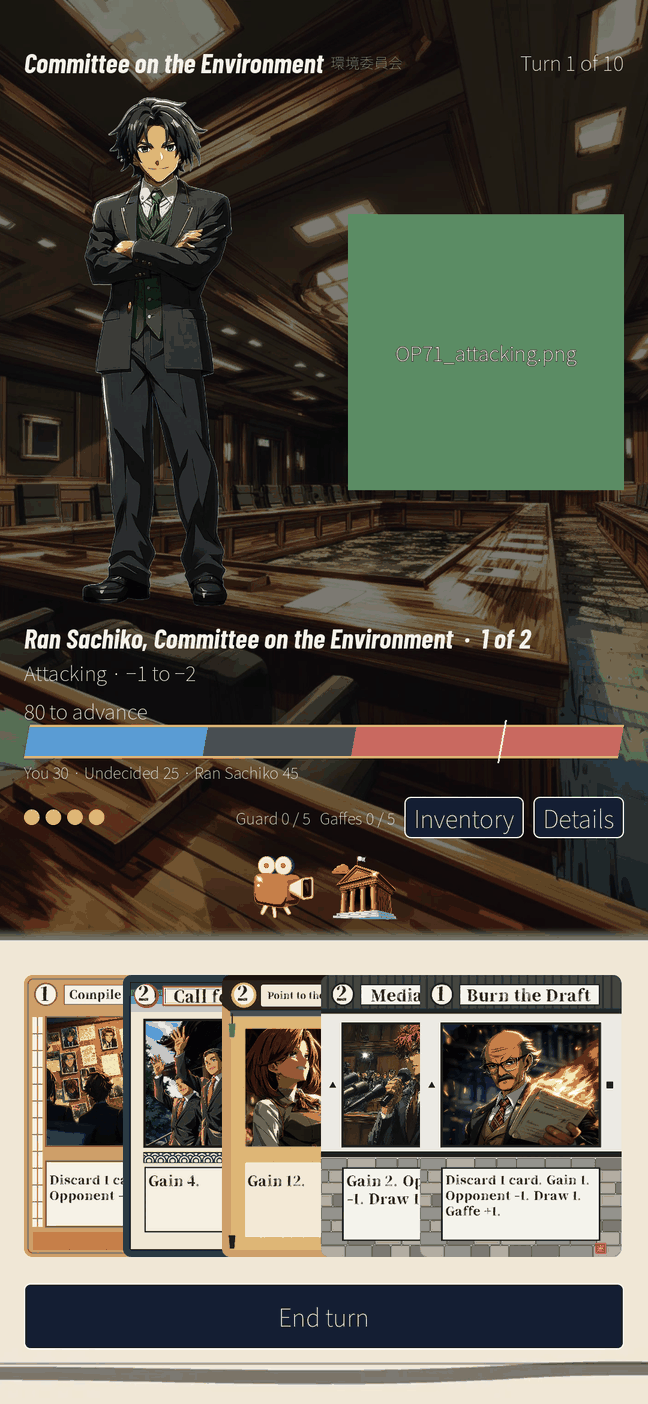 Committee on the Environment 環境委員会
Turn 1 of 10
OP71_attacking.png
Ran Sachiko, Committee on the Environment · 1 of 2
Attacking · −1 to −2
80 to advance
You 30 · Undecided 25 · Ran Sachiko 45
Guard 0 / 5 Gaffes 0 / 5
Inventory
Details
1 Compile
Discard 1 ca
Opponent -
2 Call f
Gain 4.
2 Point to the
Gain 12.
2 Media
Gain 2. Op
-1. Draw 1
1 Burn the Draft
Discard 1 card. Gain 1.
Opponent -1. Draw 1.
Gaffe +1.
End turn